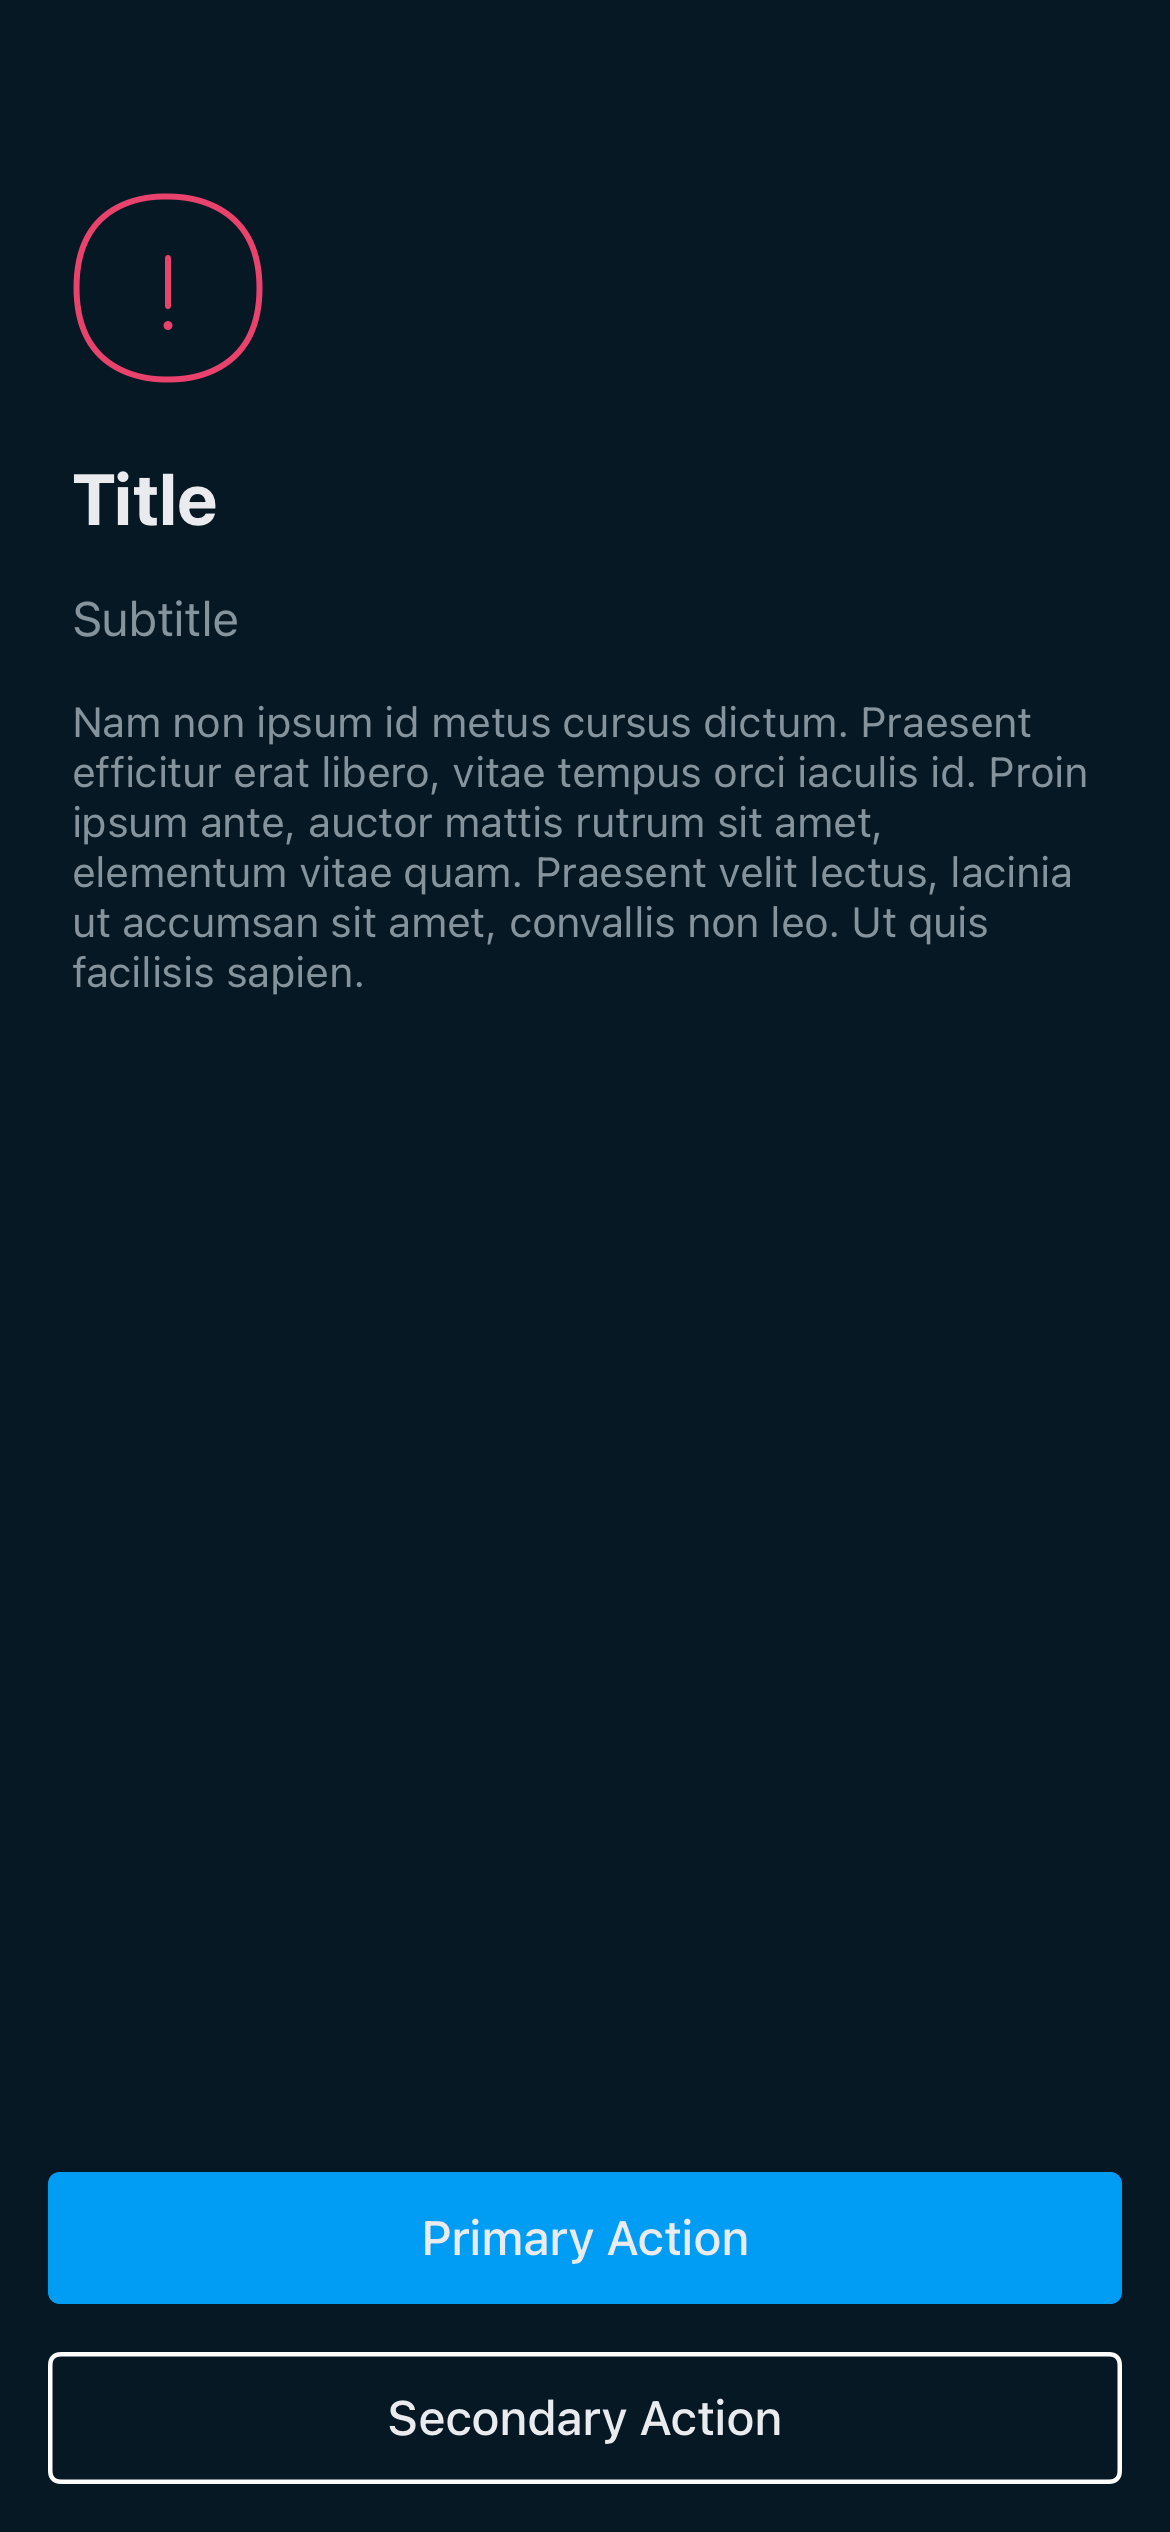 Title
Subtitle
Nam non ipsum id metus cursus dictum. Praesent
efficitur erat libero, vitae tempus orci iaculis id. Proin
ipsum ante, auctor mattis rutrum sit amet,
elementum vitae quam. Praesent velit lectus, lacinia
ut accumsan sit amet, convallis non leo. Ut quis
facilisis sapien.
Primary Action
Secondary Action